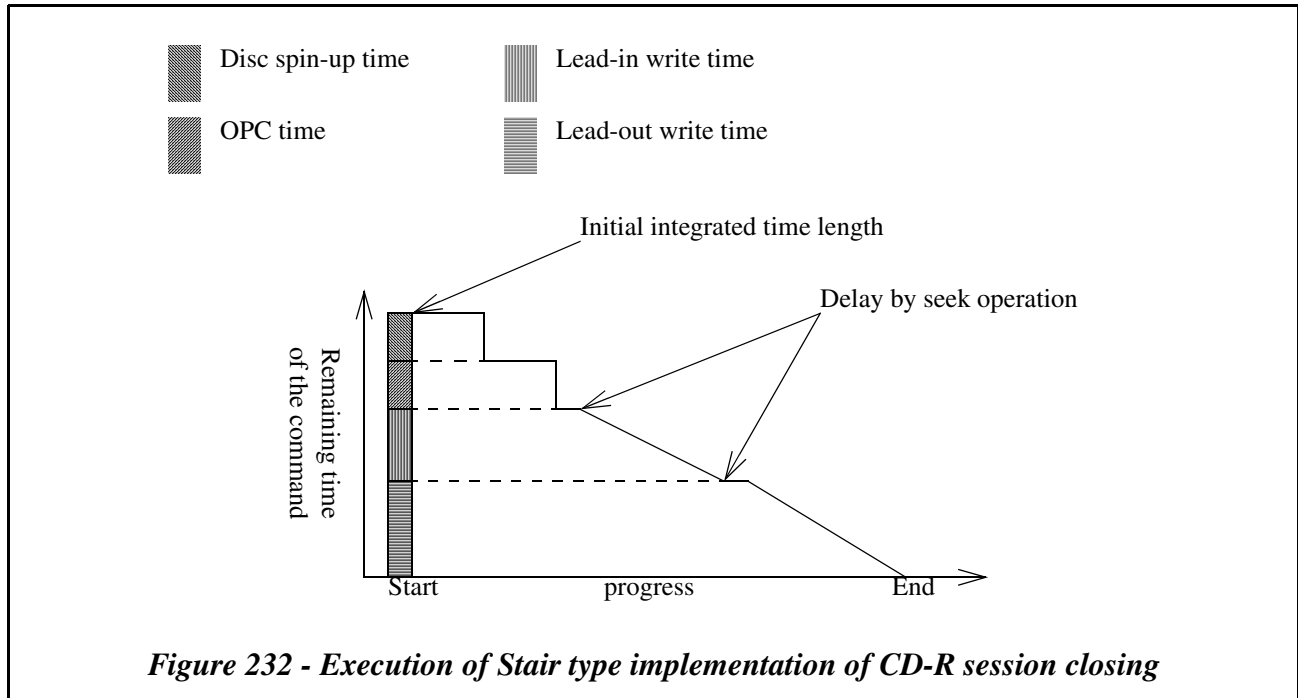 Disc spin-up time
Lead-in write time
OPC time
Lead-out write time
Initial integrated time length
Delay by seek operation
Remaining time
of the command
Start
progress
End
Figure 232 - Execution of Stair type implementation of CD-R session closing